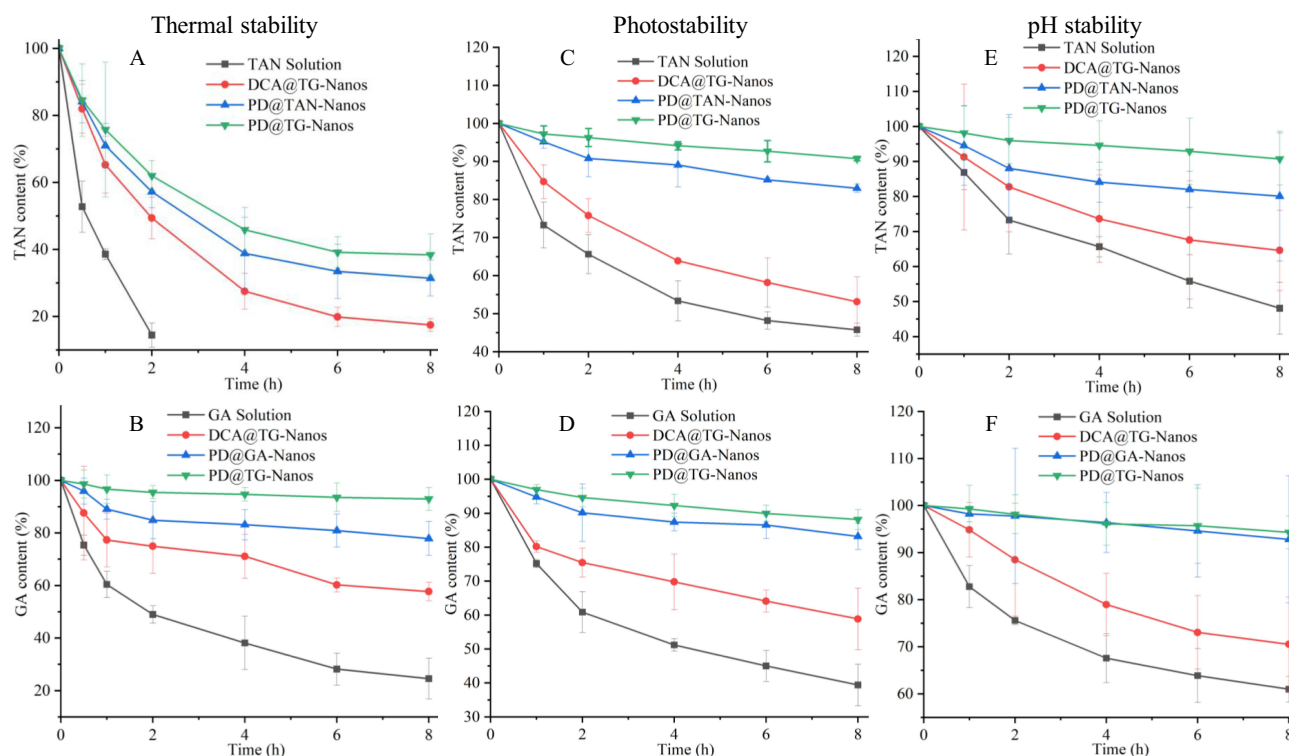 Thermal stability
Photostability
pH stability
A
TAN Solution
DCA@TG-Nanos
PD@TAN-Nanos
PD@TG-Nanos
TAN content (%)
100
80
60
40
20
0 2 4 6 8
Time (h)
C
TAN Solution
DCA@TG-Nanos
PD@TAN-Nanos
PD@TG-Nanos
TAN content (%)
120
110
100
90
80
70
60
50
40
0 2 4 6 8
Time (h)
E
TAN Solution
DCA@TG-Nanos
PD@TAN-Nanos
PD@TG-Nanos
TAN content (%)
120
110
100
90
80
70
60
50
40
0 2 4 6 8
Time (h)
B
GA Solution
DCA@TG-Nanos
PD@GA-Nanos
PD@TG-Nanos
GA content (%)
120
100
80
60
40
20
0 2 4 6 8
Time (h)
D
GA Solution
DCA@TG-Nanos
PD@GA-Nanos
PD@TG-Nanos
GA content (%)
120
110
100
90
80
70
60
50
40
30
0 2 4 6 8
Time (h)
F
GA Solution
DCA@TG-Nanos
PD@GA-Nanos
PD@TG-Nanos
GA content (%)
120
110
100
90
80
70
60
0 2 4 6 8
Time (h)